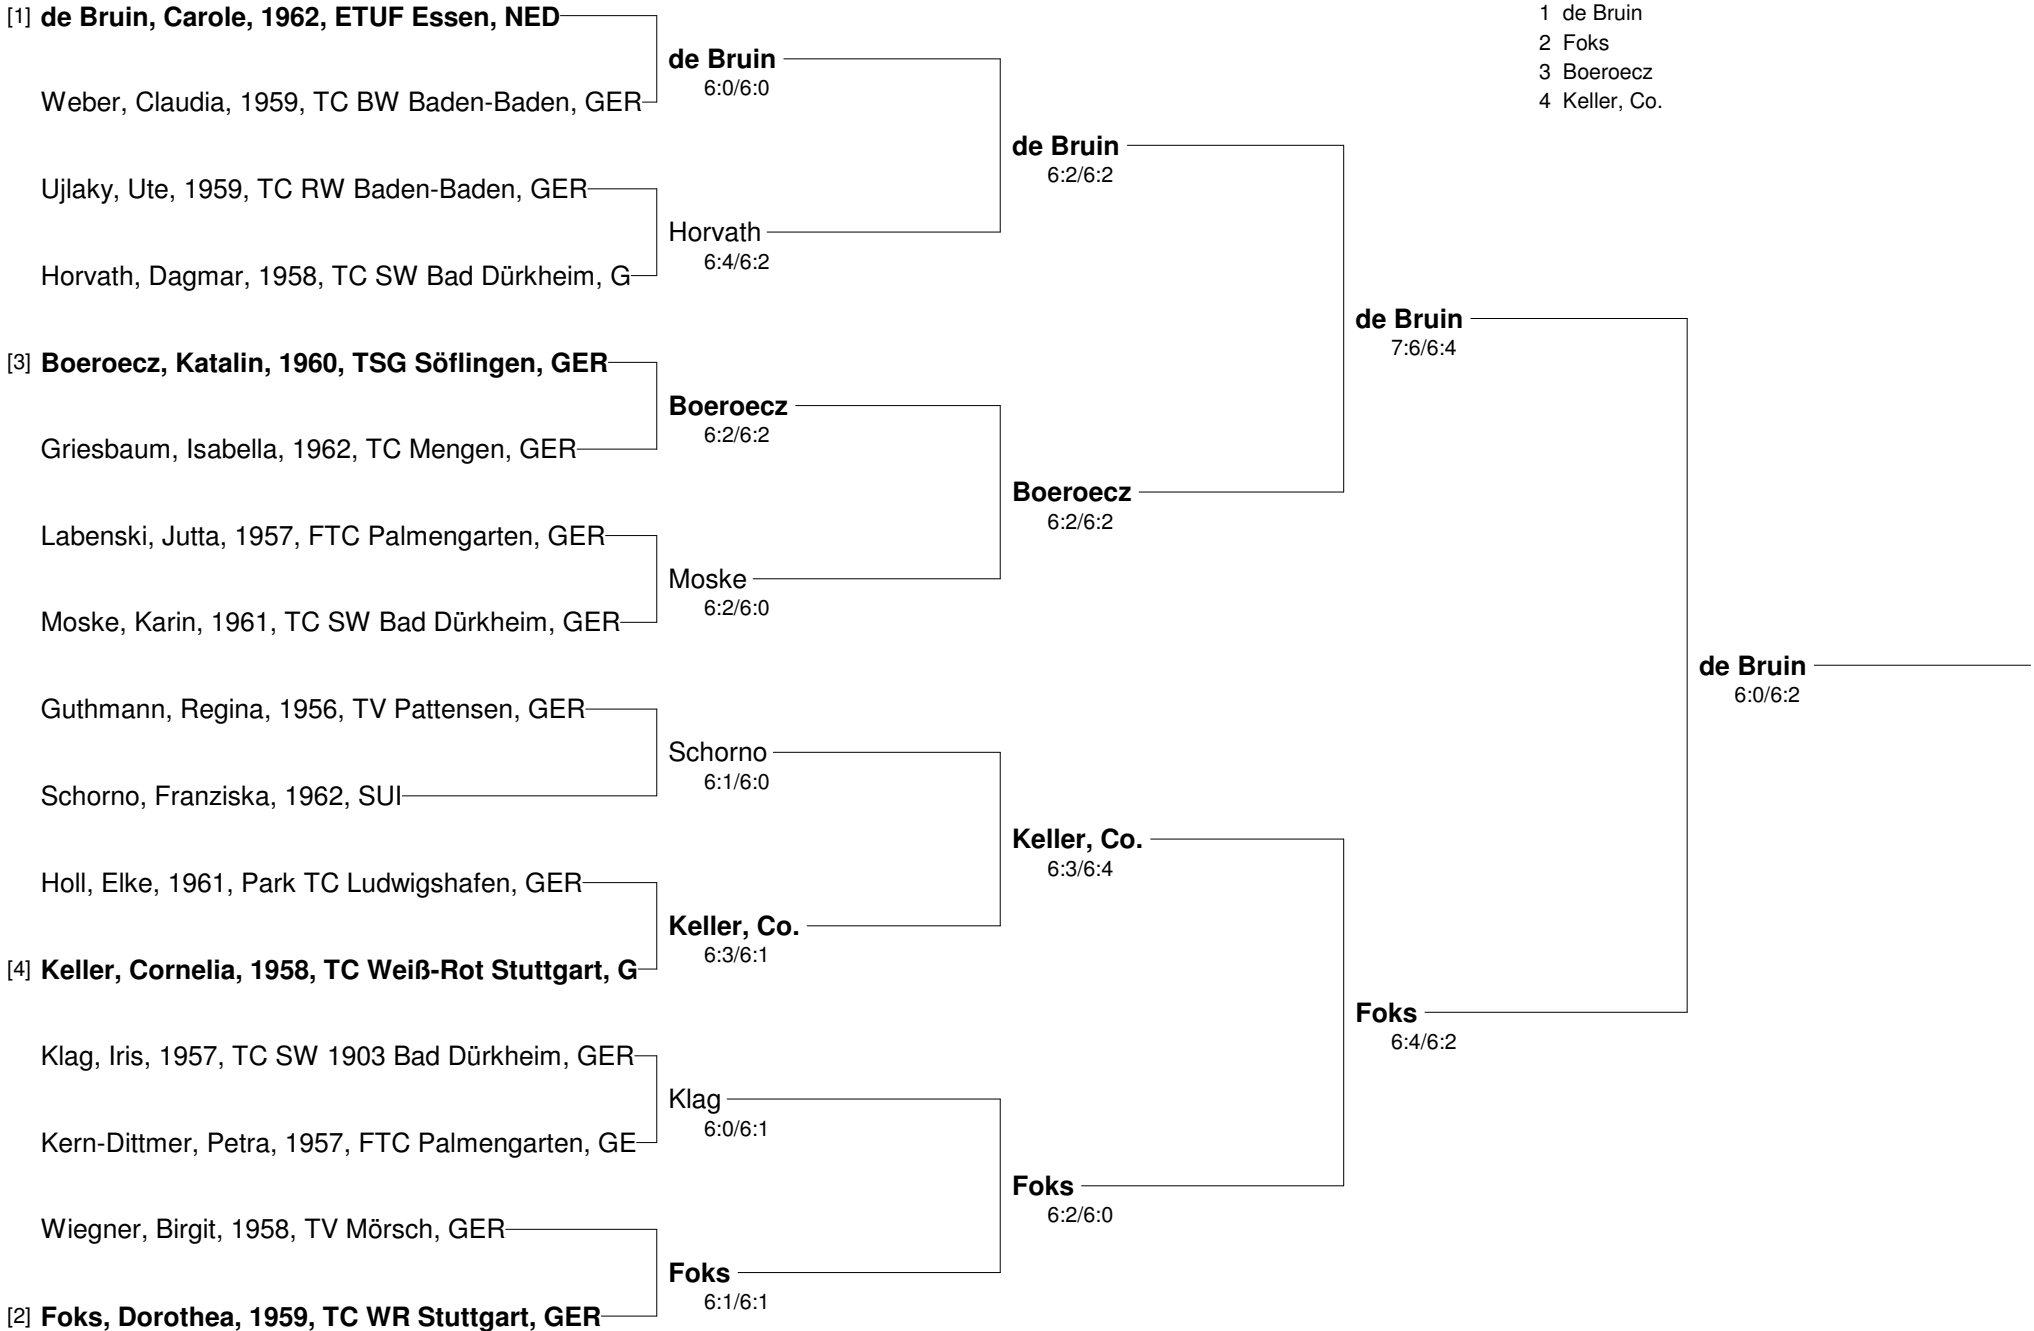 [1] de Bruin, Carole, 1962, ETUF Essen, NED
Weber, Claudia, 1959, TC BW Baden-Baden, GER
Ujlaky, Ute, 1959, TC RW Baden-Baden, GER
Horvath, Dagmar, 1958, TC SW Bad Dürkheim, G
[3] Boeroecz, Katalin, 1960, TSG Söflingen, GER
Griesbaum, Isabella, 1962, TC Mengen, GER
Labenski, Jutta, 1957, FTC Palmengarten, GER
Moske, Karin, 1961, TC SW Bad Dürkheim, GER
Guthmann, Regina, 1956, TV Pattensen, GER
Schorno, Franziska, 1962, SUI
Holl, Elke, 1961, Park TC Ludwigshafen, GER
[4] Keller, Cornelia, 1958, TC Weiß-Rot Stuttgart, G
Klag, Iris, 1957, TC SW 1903 Bad Dürkheim, GER
Kern-Dittmer, Petra, 1957, FTC Palmengarten, GE
Wiegner, Birgit, 1958, TV Mörsch, GER
[2] Foks, Dorothea, 1959, TC WR Stuttgart, GER
de Bruin
6:0/6:0
Horvath
6:4/6:2
Boeroecz
6:2/6:2
Moske
6:2/6:0
Schorno
6:1/6:0
Keller, Co.
6:3/6:1
Klag
6:0/6:1
Foks
6:1/6:1
de Bruin
6:2/6:2
Boeroecz
6:2/6:2
Keller, Co.
6:3/6:4
Foks
6:2/6:0
de Bruin
7:6/6:4
Foks
6:4/6:2
de Bruin
6:0/6:2
1 de Bruin
2 Foks
3 Boeroecz
4 Keller, Co.